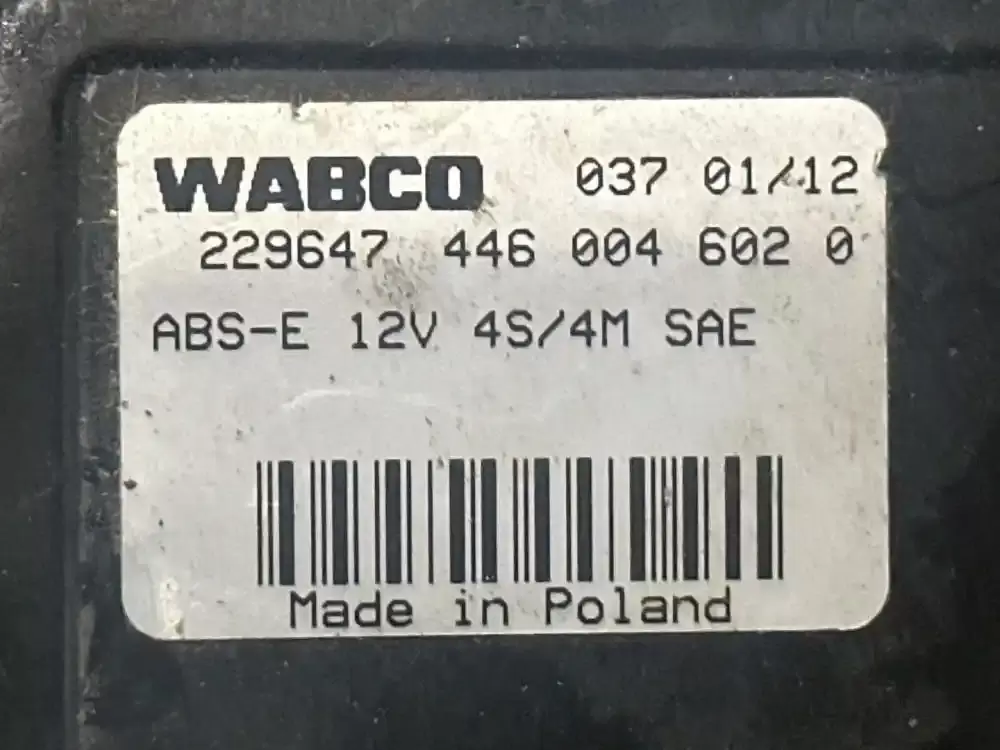 WABCO 037 01/12
229647 446 004 602 0
ABS-E 12V 4S/4M SAE
Made in Poland